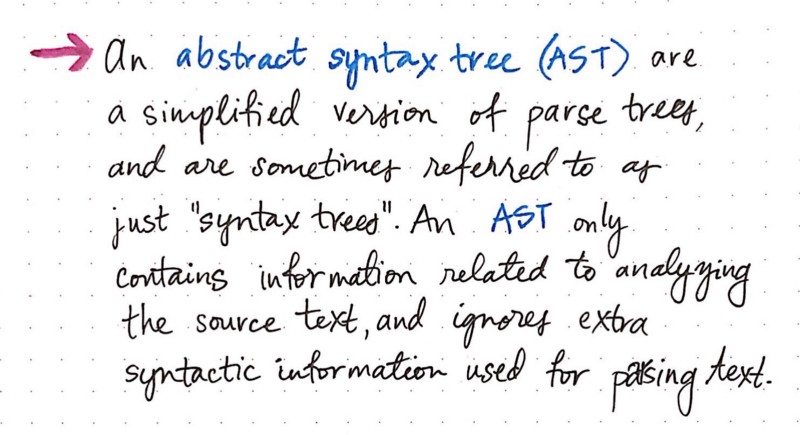 → An abstract syntax tree (AST) are
a simplified version of parse trees,
and are sometimes referred to as
just "syntax trees". An AST only
contains information related to analyzing
the source text, and ignores extra
syntactic information used for parsing text.